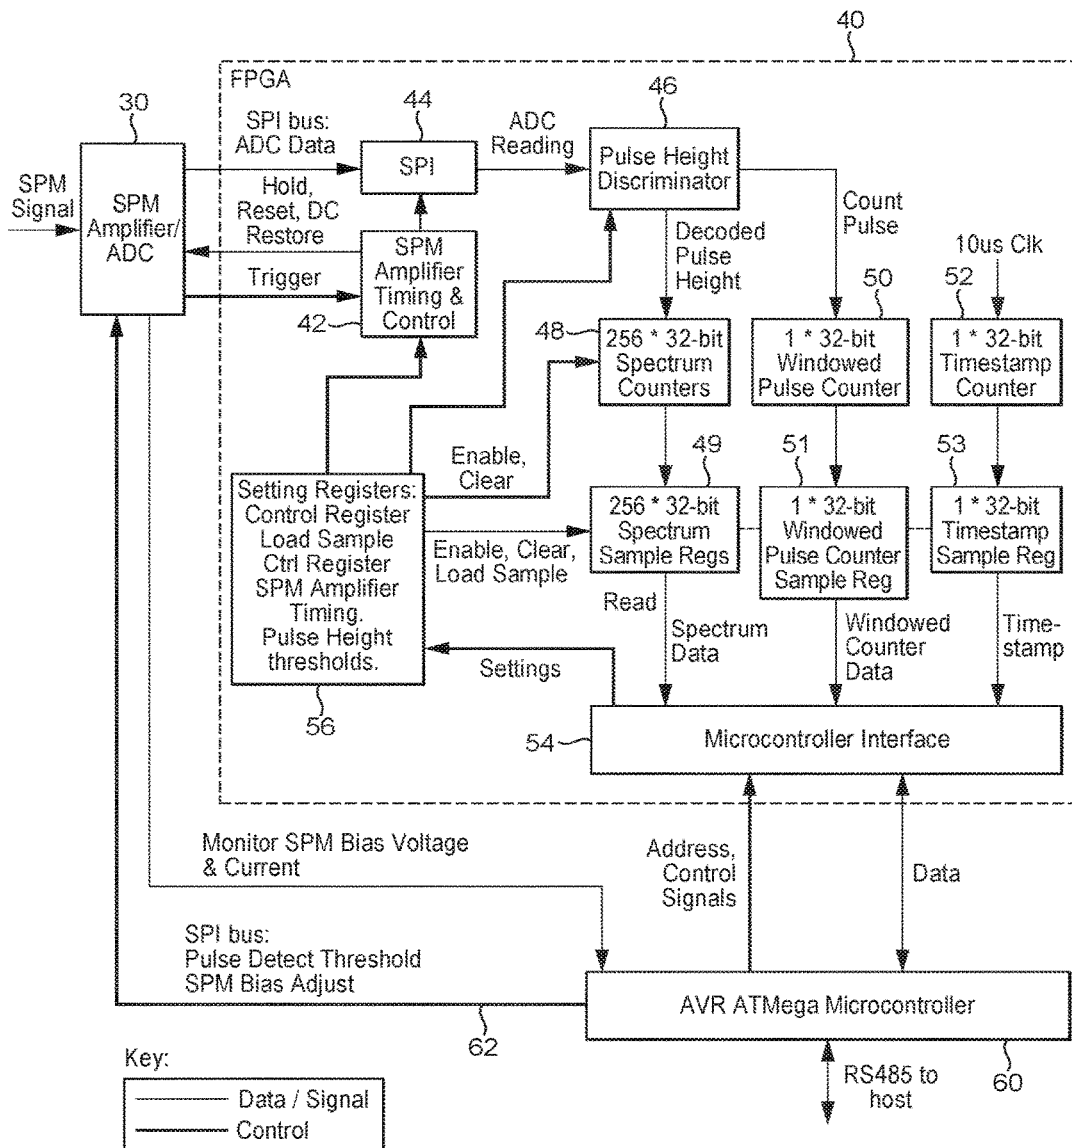 40
FPGA
30
44
46
SPI bus:
ADC Data
ADC
Reading
SPM
Signal
SPM
Amplifier/
ADC
SPI
Pulse Height
Discriminator
Hold,
Reset, DC
Restore
Trigger
SPM
Amplifier
Timing &
Control
42
Decoded
Pulse
Height
Count
Pulse
10us Clk
48
50
52
256 * 32-bit
Spectrum
Counters
1 * 32-bit
Windowed
Pulse Counter
1 * 32-bit
Timestamp
Counter
Enable,
Clear
49
51
53
Setting Registers:
Control Register
Load Sample
Ctrl Register
SPM Amplifier
Timing.
Pulse Height
thresholds.
56
Enable, Clear,
Load Sample
256 * 32-bit
Spectrum
Sample Regs
1 * 32-bit
Windowed
Pulse Counter
Sample Reg
1 * 32-bit
Timestamp
Sample Reg
Read
Spectrum
Data
Windowed
Counter
Data
Time-
stamp
Settings
54
Microcontroller Interface
Monitor SPM Bias Voltage
& Current
Address,
Control
Signals
Data
SPI bus:
Pulse Detect Threshold
SPM Bias Adjust
62
AVR ATMega Microcontroller
60
RS485 to
host
Key:
Data / Signal
Control